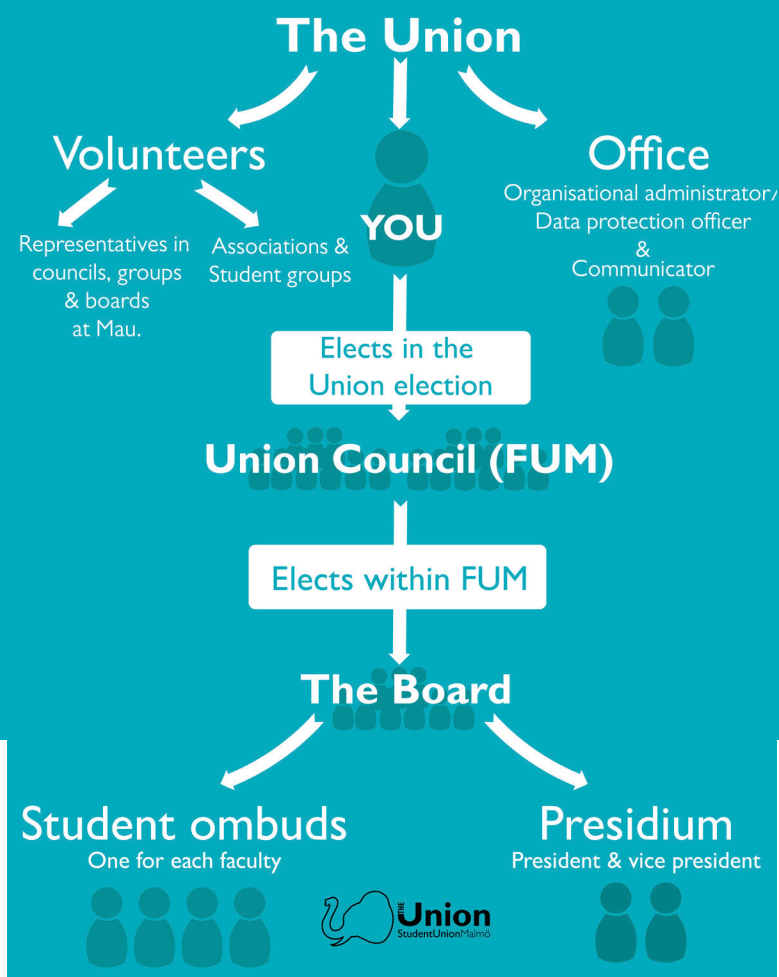 The Union
Volunteers
Representatives in
councils, groups
& boards
at Mau.
Associations &
Student groups
YOU
Office
Organisational administrator/
Data protection officer
&
Communicator
Elects in the
Union election
Union Council (FUM)
Elects within FUM
The Board
Student ombuds
One for each faculty
Presidium
President & vice president
THE
Union
StudentUnionMalmö